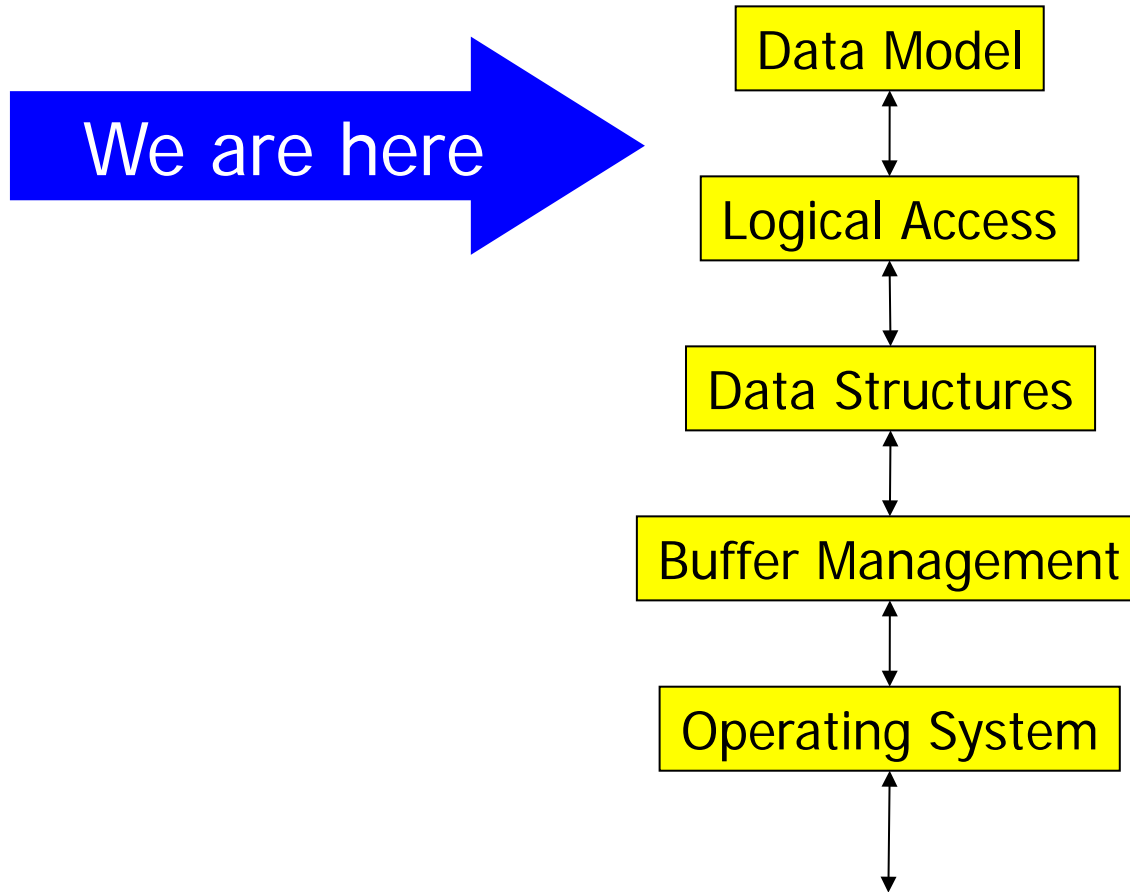 Data Model
We are here
Logical Access
Data Structures
Buffer Management
Operating System